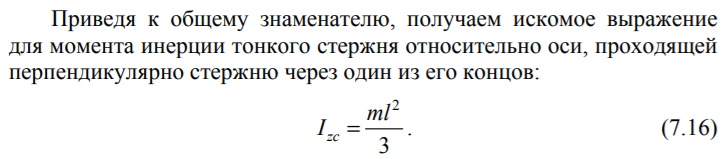 Приведя к общему знаменателю, получаем искомое выражение
для момента инерции тонкого стержня относительно оси, проходящей
перпендикулярно стержню через один из его концов:
I_{zc} = \frac{ml^2}{3}. (7.16)